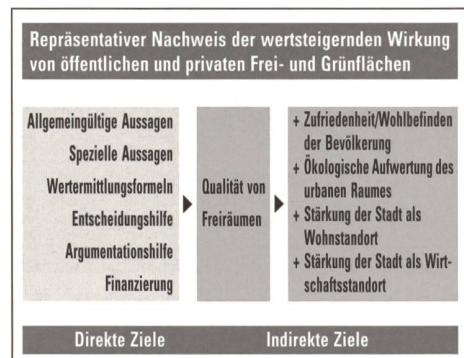 Repräsentativer Nachweis der wertsteigernden Wirkung
von öffentlichen und privaten Frei- und Grünflächen
Allgemeingültige Aussagen
Spezielle Aussagen
Wertermittlungsformeln
Entscheidungshilfe
Argumentationshilfe
Finanzierung
Qualität von
Freiräumen
+ Zufriedenheit/Wohlbefinden
der Bevölkerung
+ Ökologische Aufwertung des
urbanen Raumes
+ Stärkung der Stadt als
Wohnstandort
+ Stärkung der Stadt als Wirt-
schaftsstandort
Direkte Ziele
Indirekte Ziele